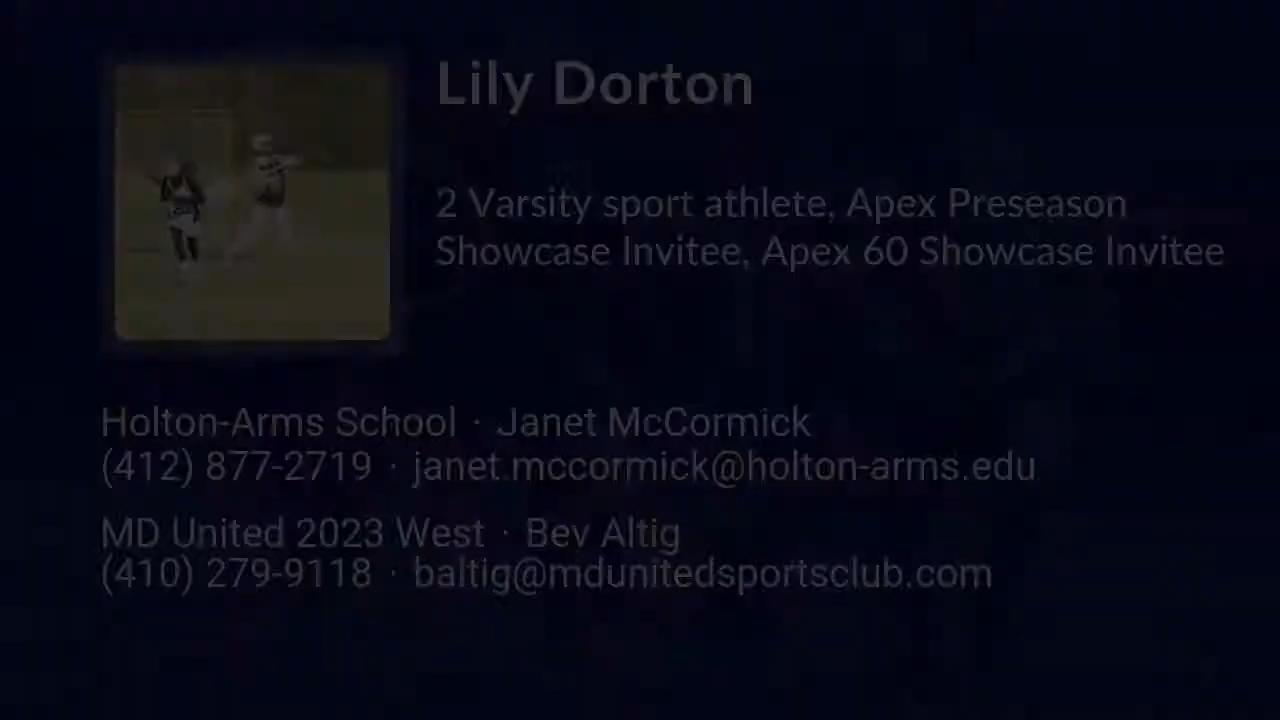 Lily Dorton
2 Varsity sport athlete, Apex Preseason
Showcase Invitee, Apex 60 Showcase Invitee
Holton-Arms School · Janet McCormick
(412) 877-2719 · janet.mccormick@holton-arms.edu
MD United 2023 West · Bev Altig
(410) 279-9118 · baltig@mdunitedsportsclub.com